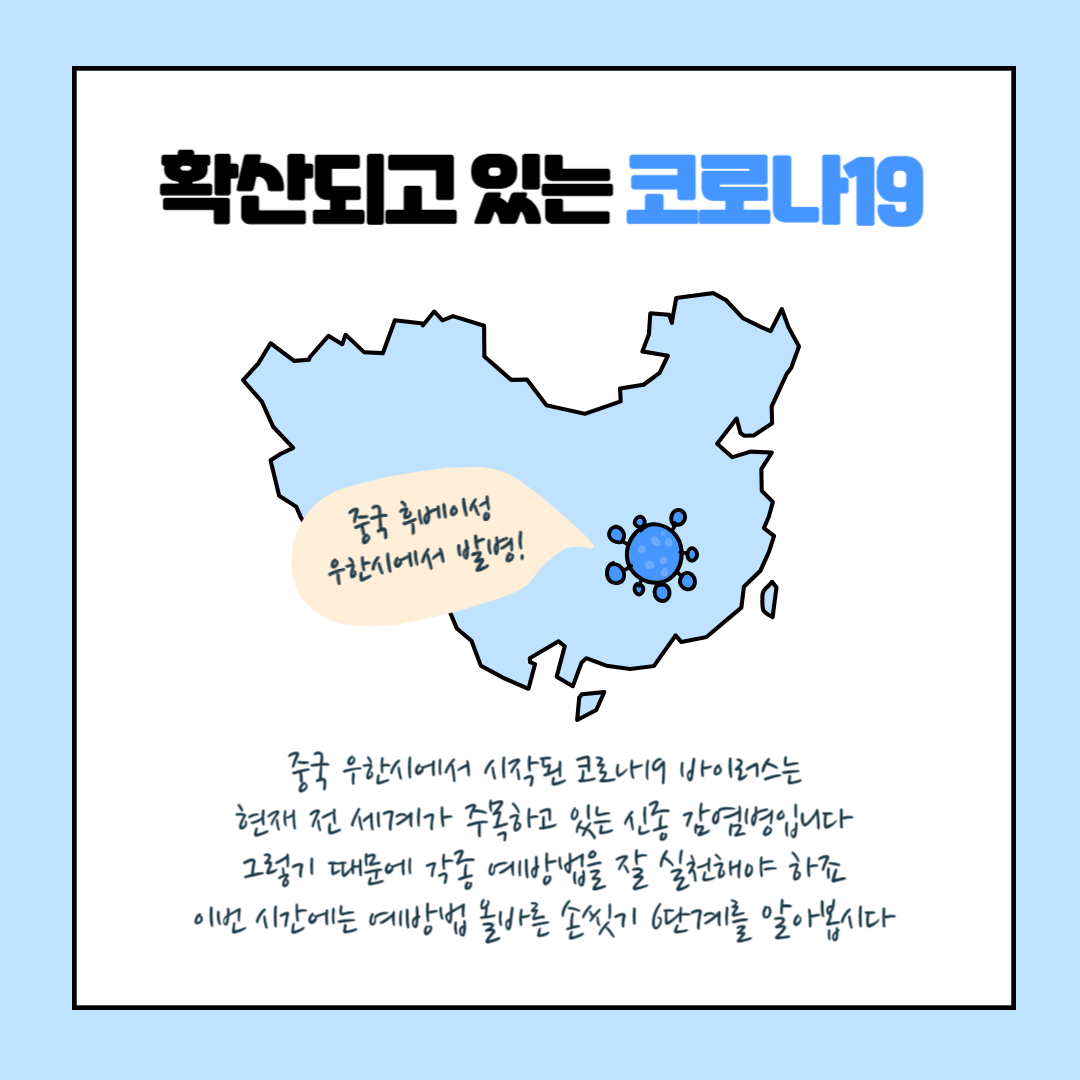 확산되고 있는 코로나19
중국 후베이성
우한시에서 발병!
중국 우한시에서 시작된 코로나19 바이러스는
현재 전 세계가 주목하고 있는 신종 감염병입니다
그렇기 때문에 각종 예방법을 잘 실천해야 하죠
이번 시간에는 예방법 올바른 손씻기 6단계를 알아봅시다